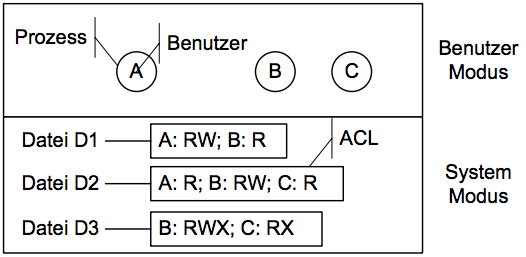 Prozess
Benutzer
A
B
C
Benutzer
Modus
Datei D1
A: RW; B: R
ACL
Datei D2
A: R; B: RW; C: R
System
Modus
Datei D3
B: RWX; C: RX